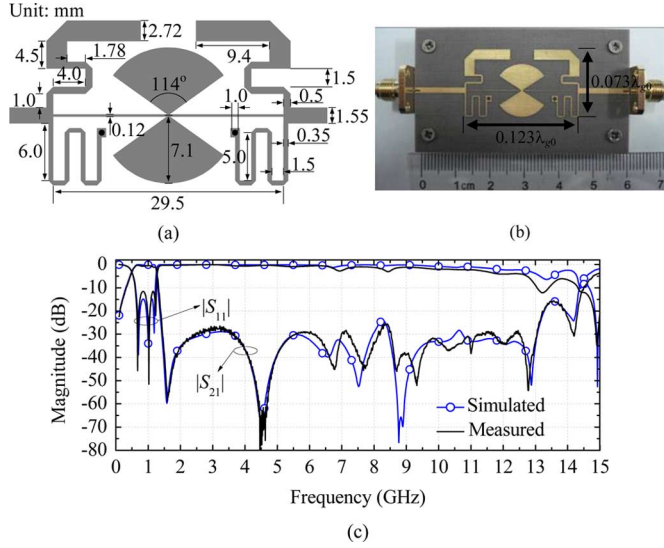 Unit: mm
2.72
4.5
1.78
9.4
4.0
114°
1.5
1.0
1.0
0.5
0.12
1.55
0.35
6.0
7.1
5.0
1.5
29.5
(a)
0.073λg0
0.123λg0
0 1cm 2 3 4 5 6 7
(b)
0
-10
-20
-30
-40
-50
-60
-70
-80
Magnitude (dB)
|S11|
|S21|
Simulated
Measured
0 1 2 3 4 5 6 7 8 9 10 11 12 13 14 15
Frequency (GHz)
(c)